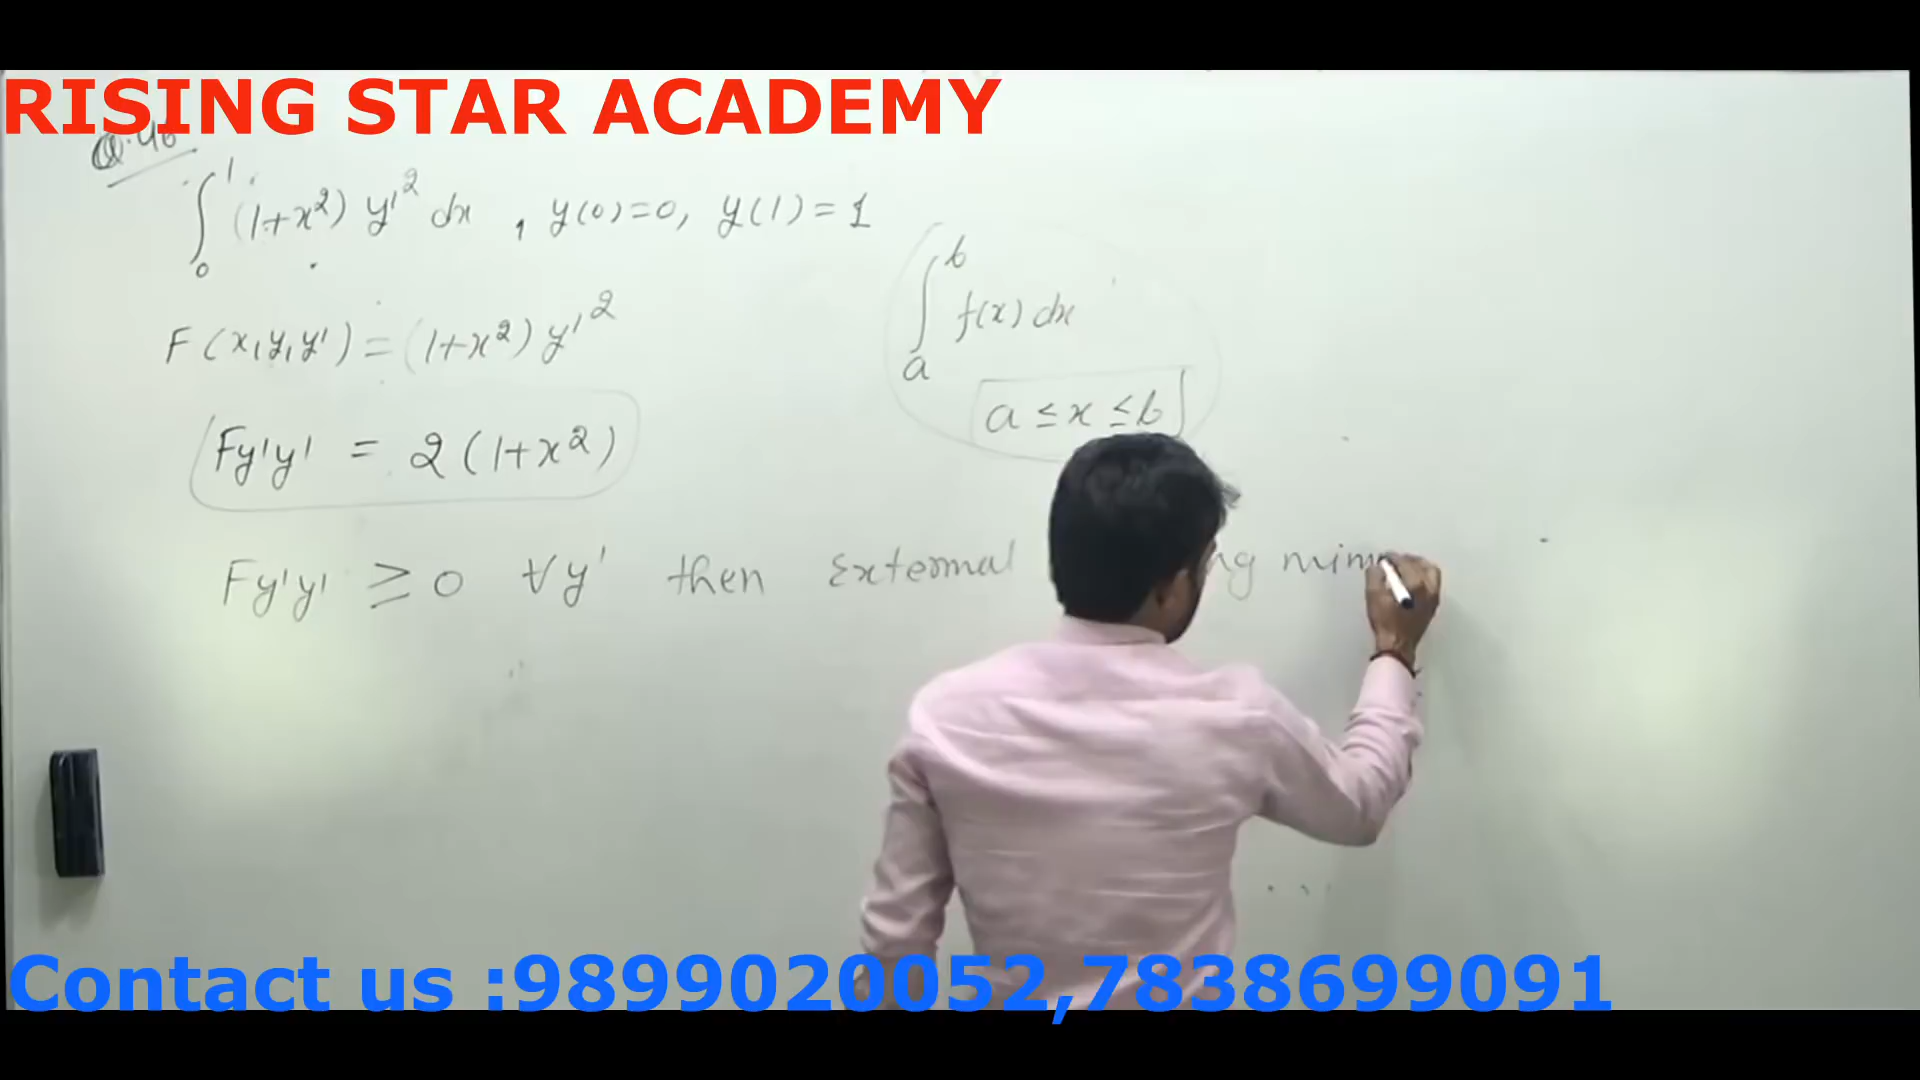 RISING STAR ACADEMY
Q.46
∫₀¹ (1+x²) y'² dx , y(0)=0, y(1)=1
∫ₐᵇ f(x) dx
F(x,y,y') = (1+x²) y'²
a ≤ x ≤ b
Fy'y' = 2(1+x²)
Fy'y' ≥ 0 ∀y' then External
Contact us :9899020052,7838699091